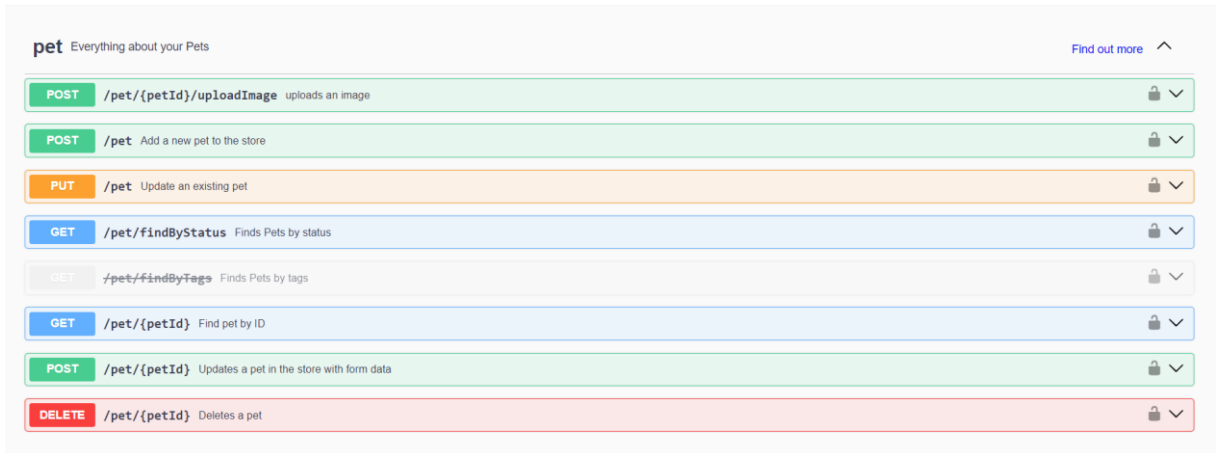 pet Everything about your Pets Find out more
POST /pet/{petId}/uploadImage uploads an image
POST /pet Add a new pet to the store
PUT /pet Update an existing pet
GET /pet/findByStatus Finds Pets by status
GET /pet/findByTags Finds Pets by tags
GET /pet/{petId} Find pet by ID
POST /pet/{petId} Updates a pet in the store with form data
DELETE /pet/{petId} Deletes a pet